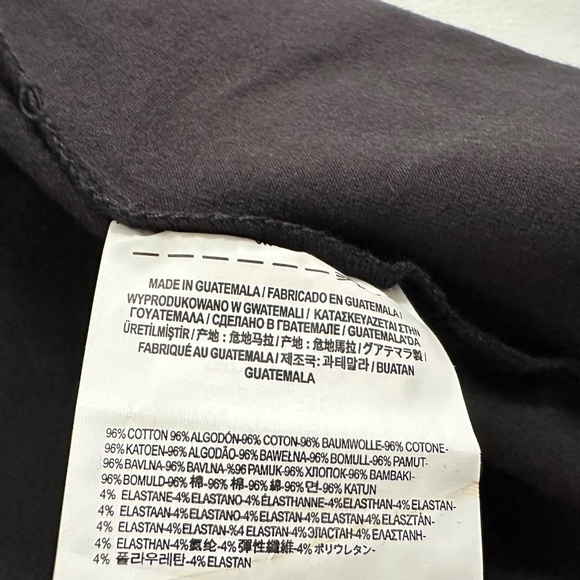 MADE IN GUATEMALA / FABRICADO EN GUATEMALA /
WYPRODUKOWANO W GWATEMALI / ΚΑΤΑΣΚΕΥΑΖΕΤΑΙ ΣΤΗΝ
ΓΟΥΑΤΕΜΑΛΑ / СДЕЛАНО В ГВАТЕМАЛЕ / GUATEMALA'DA
ÜRETİLMİŞTİR / 产地 : 危地马拉 / 产地 : 危地馬拉 / グアテマラ製 /
FABRIQUÉ AU GUATEMALA / 제조국: 과테말라 / BUATAN
GUATEMALA
96% COTTON 96% ALGODÓN-96% COTON-96% BAUMWOLLE-96% COTONE-
96% KATOEN-96% ALGODÃO-96% BAWEŁNA-96% BOMULL-96% PAMUT-
96% BAVLNA-96% BAVLNA-%96 PAMUK-96% ХЛОПОК-96% ΒΑΜΒΑΚΙ-
96% BOMULD-96% 棉-96% 棉-96% 綿-96% 면-96% KATUN
4% ELASTANE-4% ELASTANO-4% ÉLASTHANNE-4% ELASTHAN-4% ELASTAN-
4% ELASTAAN-4% ELASTANO-4% ELASTAN-4% ELASTAN-4% ELASZTÁN-
4% ELASTAN-4% ELASTAN-%4 ELASTAN-4% ЭЛАСТАН-4% ΕΛΑΣΤΑΝΗ-
4% ELASTHAN-4% 氨纶-4% 彈性纖維-4% ポリウレタン-
4% 폴리우레탄-4% ELASTAN